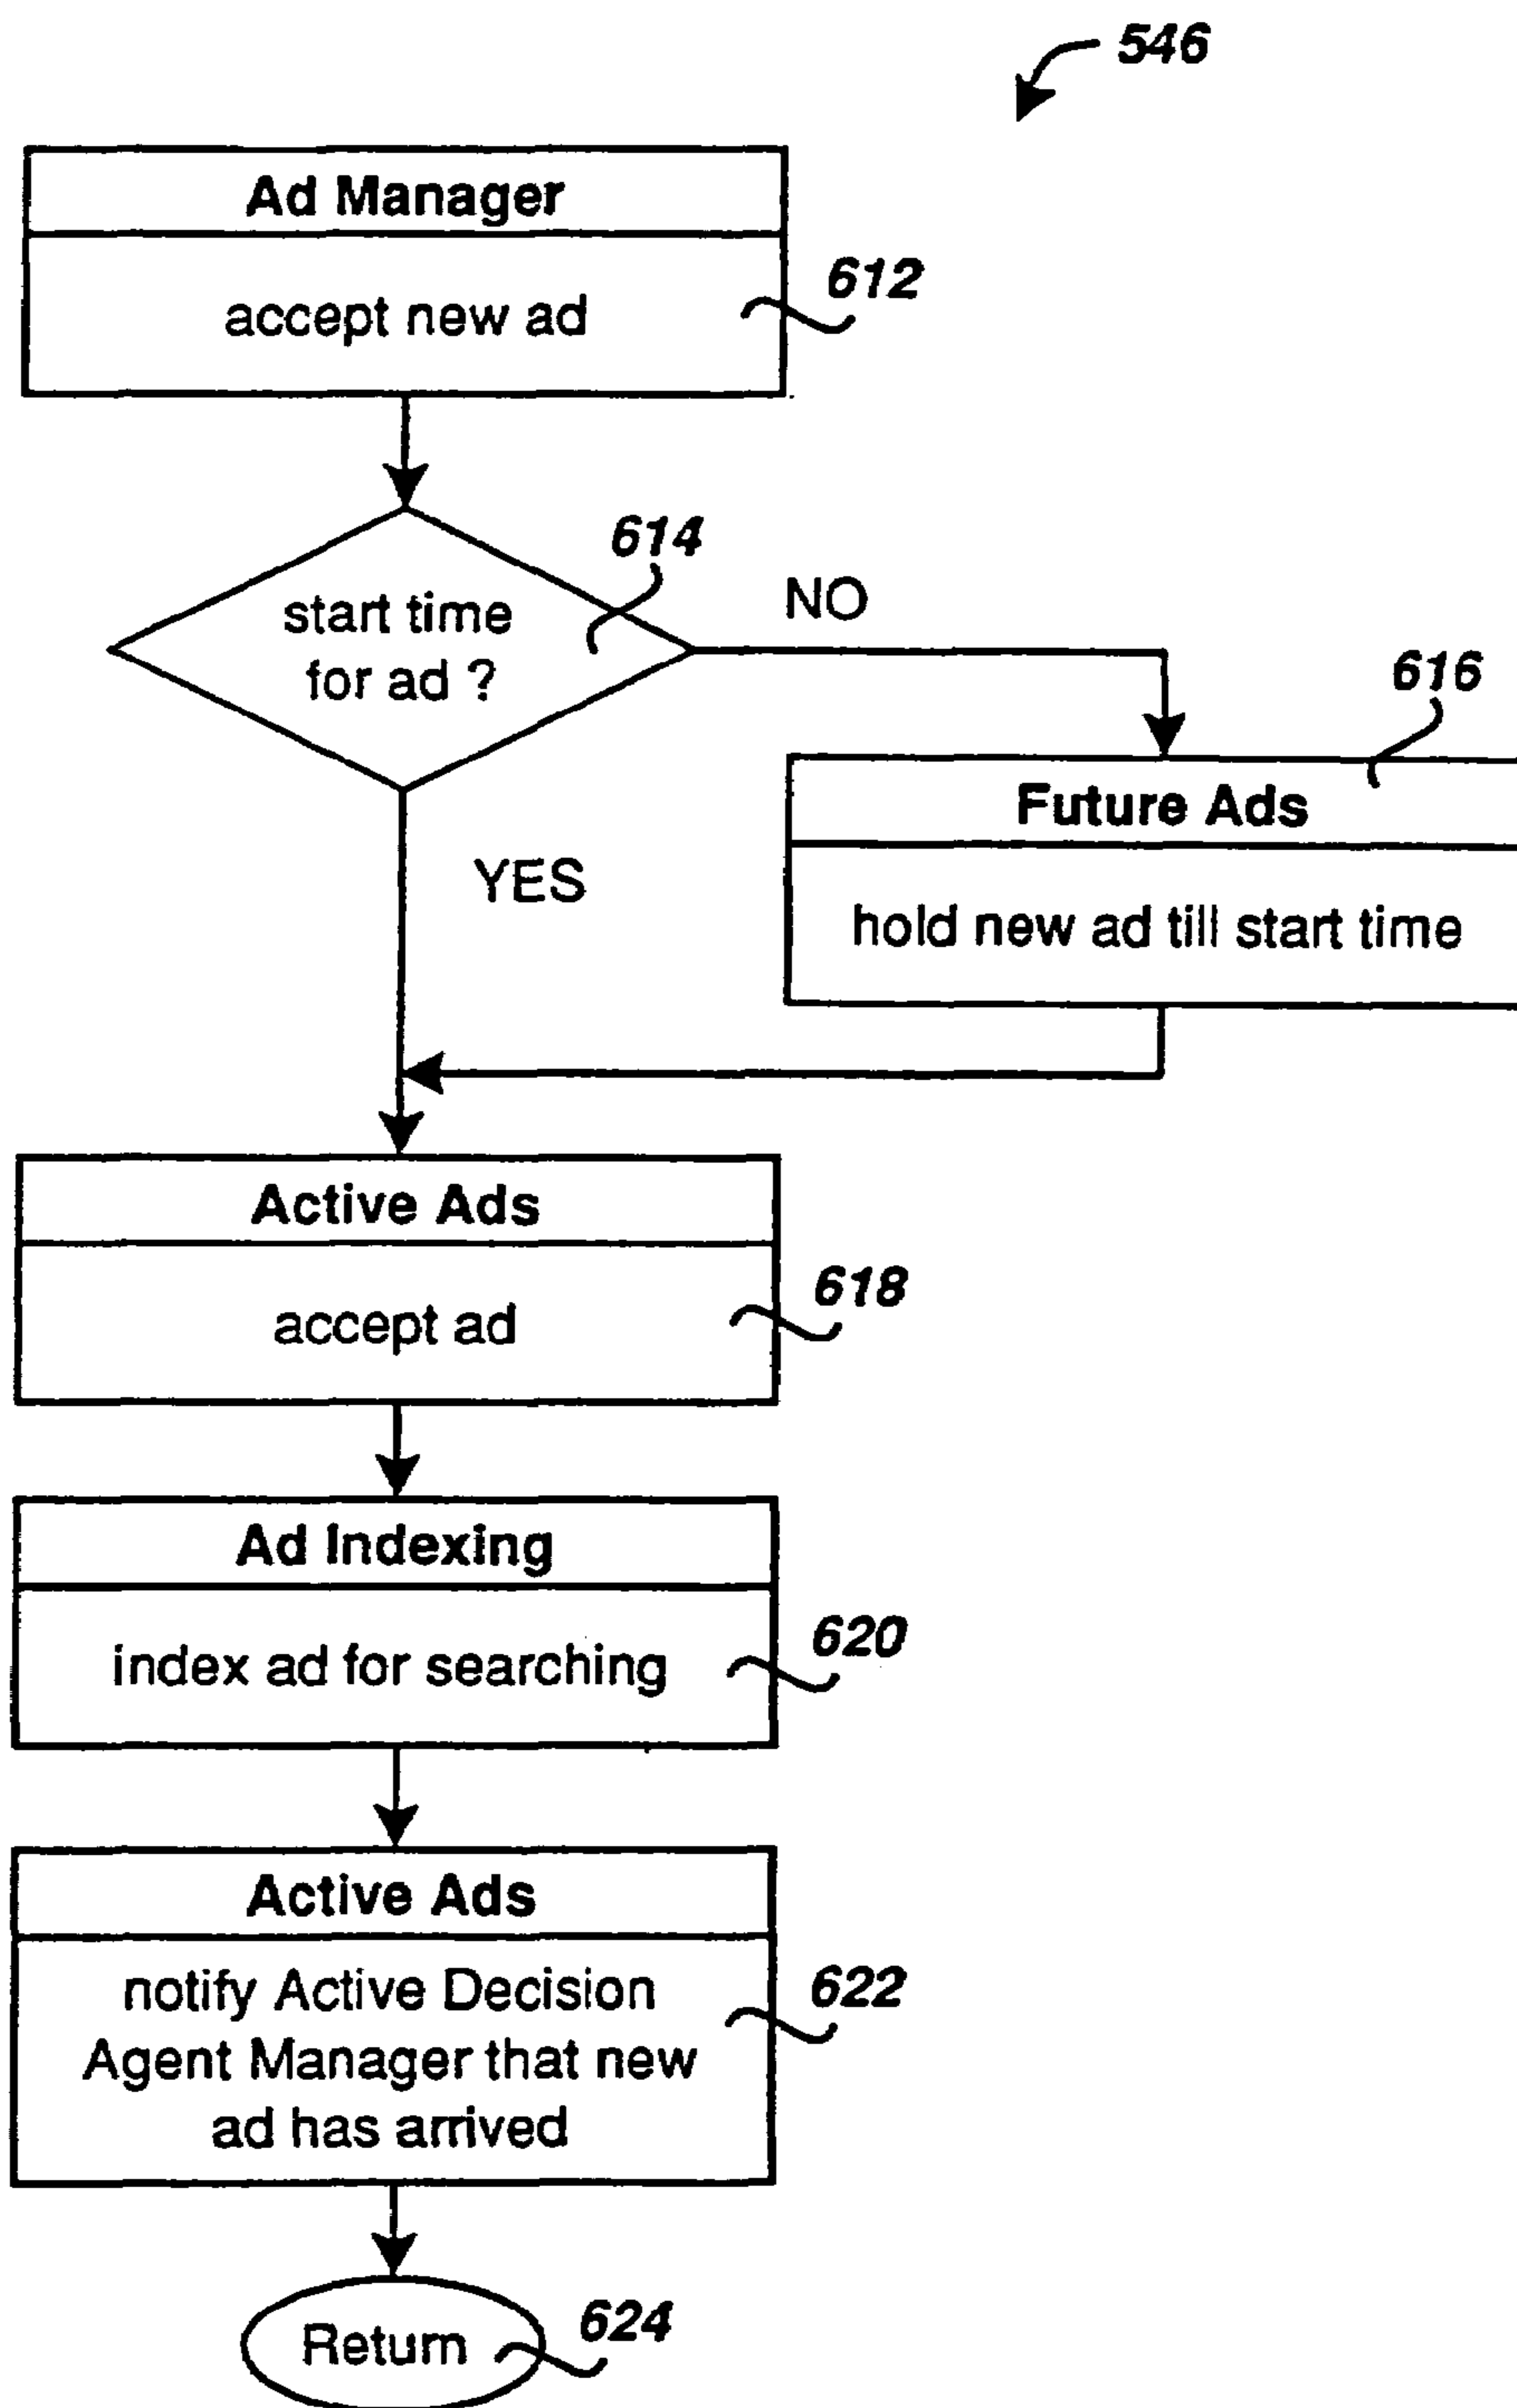 546
Ad Manager
accept new ad
612
614
start time
for ad ?
NO
616
Future Ads
hold new ad till start time
YES
Active Ads
accept ad
618
Ad Indexing
index ad for searching
620
Active Ads
notify Active Decision
Agent Manager that new
ad has arrived
622
Return
624